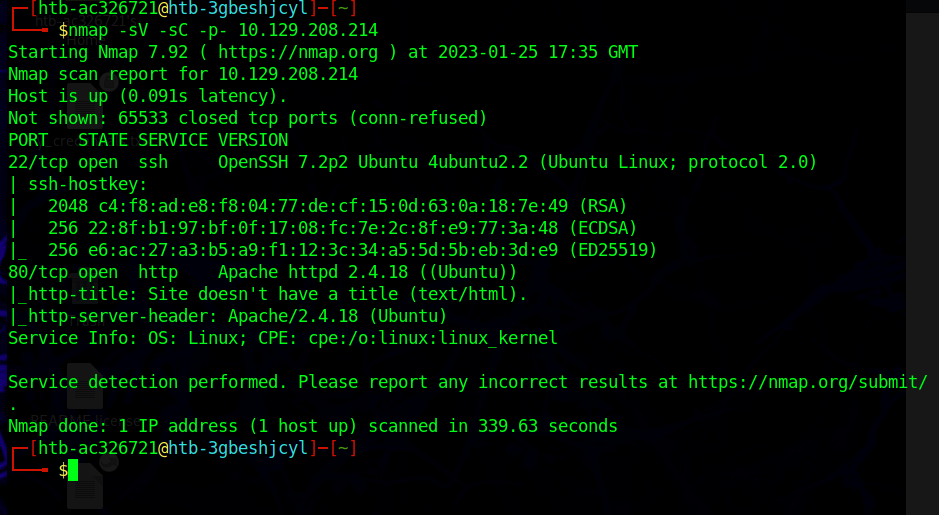 [htb-ac326721@htb-3gbeshjcyl]-[~]
$nmap -sV -sC -p- 10.129.208.214
Starting Nmap 7.92 ( https://nmap.org ) at 2023-01-25 17:35 GMT
Nmap scan report for 10.129.208.214
Host is up (0.091s latency).
Not shown: 65533 closed tcp ports (conn-refused)
PORT   STATE SERVICE VERSION
22/tcp open  ssh     OpenSSH 7.2p2 Ubuntu 4ubuntu2.2 (Ubuntu Linux; protocol 2.0)
| ssh-hostkey:
|   2048 c4:f8:ad:e8:f8:04:77:de:cf:15:0d:63:0a:18:7e:49 (RSA)
|   256 22:8f:b1:97:bf:0f:17:08:fc:7e:2c:8f:e9:77:3a:48 (ECDSA)
|_  256 e6:ac:27:a3:b5:a9:f1:12:3c:34:a5:5d:5b:eb:3d:e9 (ED25519)
80/tcp open  http    Apache httpd 2.4.18 ((Ubuntu))
|_http-title: Site doesn't have a title (text/html).
|_http-server-header: Apache/2.4.18 (Ubuntu)
Service Info: OS: Linux; CPE: cpe:/o:linux:linux_kernel
Service detection performed. Please report any incorrect results at https://nmap.org/submit/
.
Nmap done: 1 IP address (1 host up) scanned in 339.63 seconds
[htb-ac326721@htb-3gbeshjcyl]-[~]
$